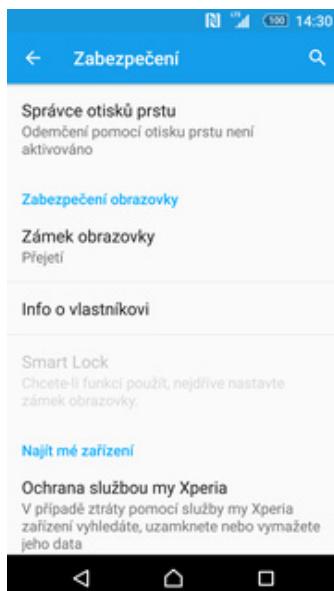 LTE 100 14:30
Zabezpečení
Správce otisků prstu
Odemčení pomocí otisku prstu není
aktivováno
Zabezpečení obrazovky
Zámek obrazovky
Přejetí
Info o vlastníkovi
Smart Lock
Chcete-li funkci použít, nejdříve nastavte
zámek obrazovky.
Najít mé zařízení
Ochrana službou my Xperia
V případě ztráty pomocí služby my Xperia
zařízení vyhledáte, uzamknete nebo vymažete
jeho data